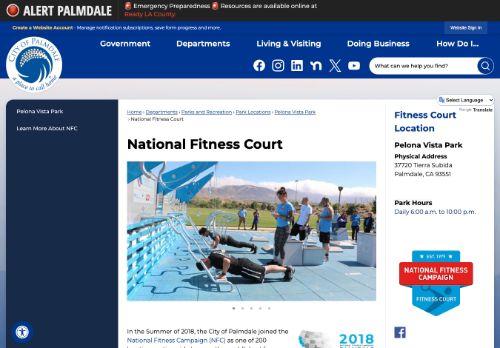 ALERT PALMDALE
Emergency Preparedness Resources are available online at
Ready LA County.
Create a Website Account - Manage notification subscriptions, save form progress and more.
Website Sign In
CITY OF PALMDALE
a place to call home
Government
Departments
Living & Visiting
Doing Business
How Do I...
What can we help you find?
Select Language
Google Translate
Pelona Vista Park
Learn More About NFC
Home › Departments › Parks and Recreation › Park Locations › Pelona Vista Park
› National Fitness Court
National Fitness Court
In the Summer of 2018, the City of Palmdale joined the
National Fitness Campaign (NFC) as one of 200
2018
Fitness Court
Location
Pelona Vista Park
Physical Address
37720 Tierra Subida
Palmdale, CA 93551
Park Hours
Daily 6:00 a.m. to 10:00 p.m.
EST. 1979
NATIONAL FITNESS
CAMPAIGN
FITNESS COURT